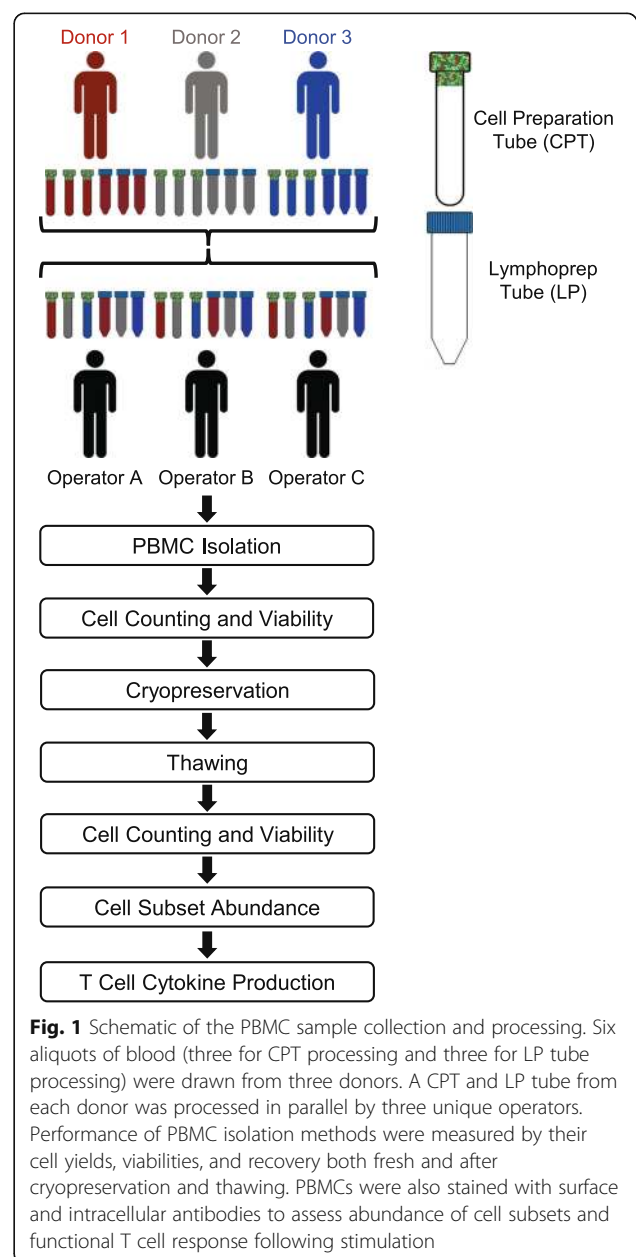 Donor 1 Donor 2 Donor 3
Cell Preparation
Tube (CPT)
Lymphoprep
Tube (LP)
Operator A Operator B Operator C
PBMC Isolation
Cell Counting and Viability
Cryopreservation
Thawing
Cell Counting and Viability
Cell Subset Abundance
T Cell Cytokine Production
Fig. 1 Schematic of the PBMC sample collection and processing. Six
aliquots of blood (three for CPT processing and three for LP tube
processing) were drawn from three donors. A CPT and LP tube from
each donor was processed in parallel by three unique operators.
Performance of PBMC isolation methods were measured by their
cell yields, viabilities, and recovery both fresh and after
cryopreservation and thawing. PBMCs were also stained with surface
and intracellular antibodies to assess abundance of cell subsets and
functional T cell response following stimulation